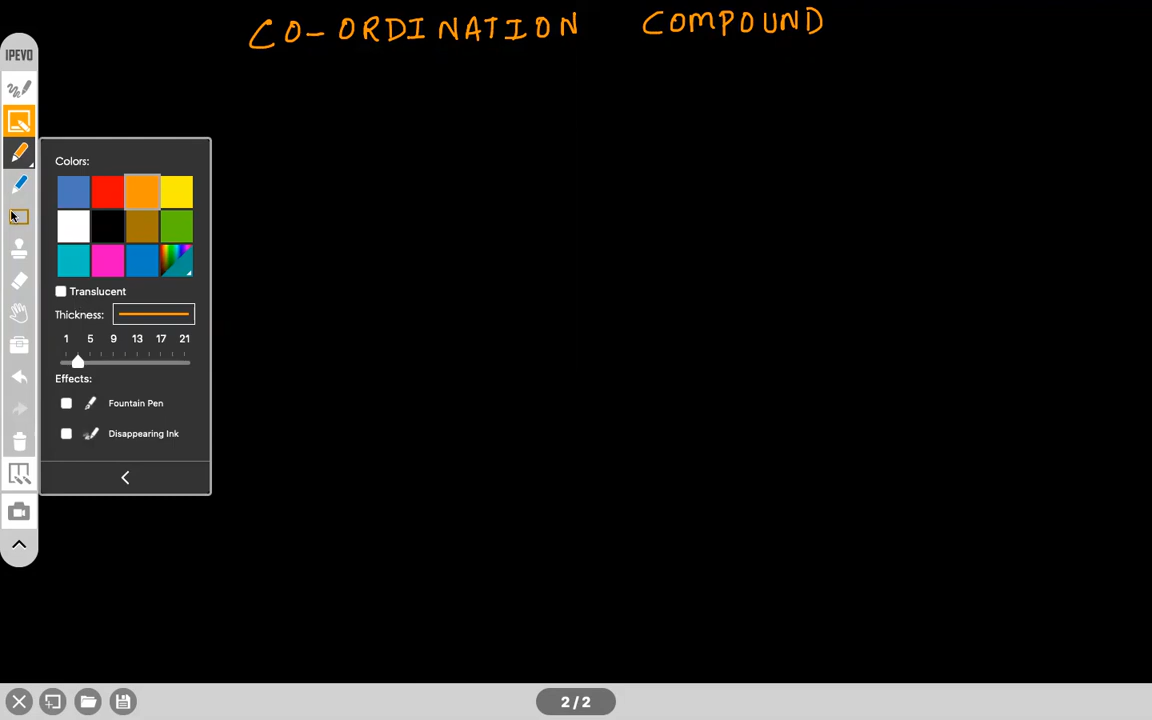 CO-ORDINATION COMPOUND
IPEVO
Colors:
Translucent
Thickness:
1 5 9 13 17 21
Effects:
Fountain Pen
Disappearing Ink
2/2